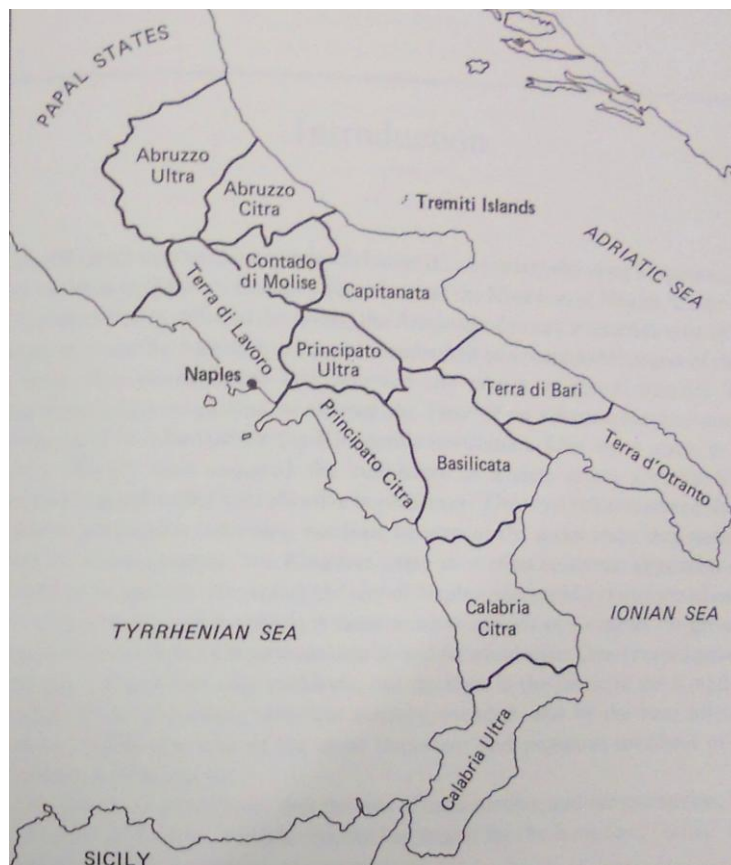 PAPAL STATES
Abruzzo
Ultra
Abruzzo
Citra
Tremiti Islands
ADRIATIC SEA
Contado
di Molise
Capitanata
Terra di Lavoro
Principato
Ultra
Naples
Terra di Bari
Principato Citra
Basilicata
Terra d'Otranto
Calabria
Citra
IONIAN SEA
TYRRHENIAN SEA
Calabria Ultra
SICILY